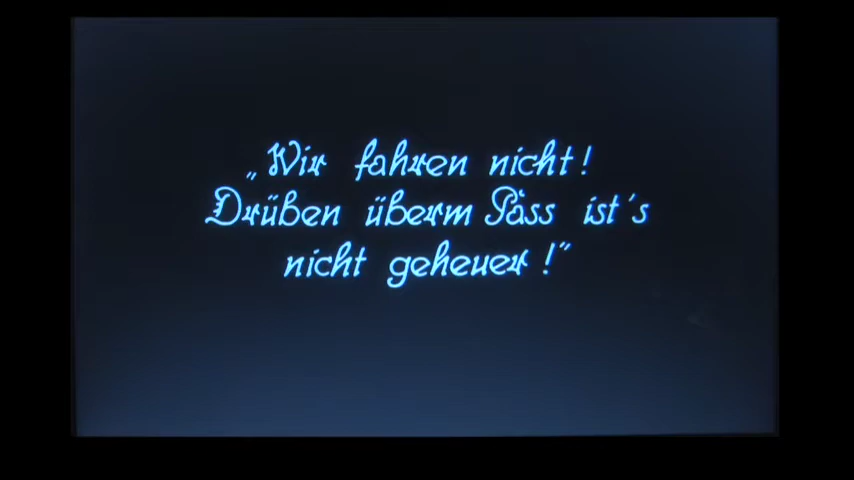 „Wir fahren nicht!
Drüben überm Pass ist's
nicht geheuer!“